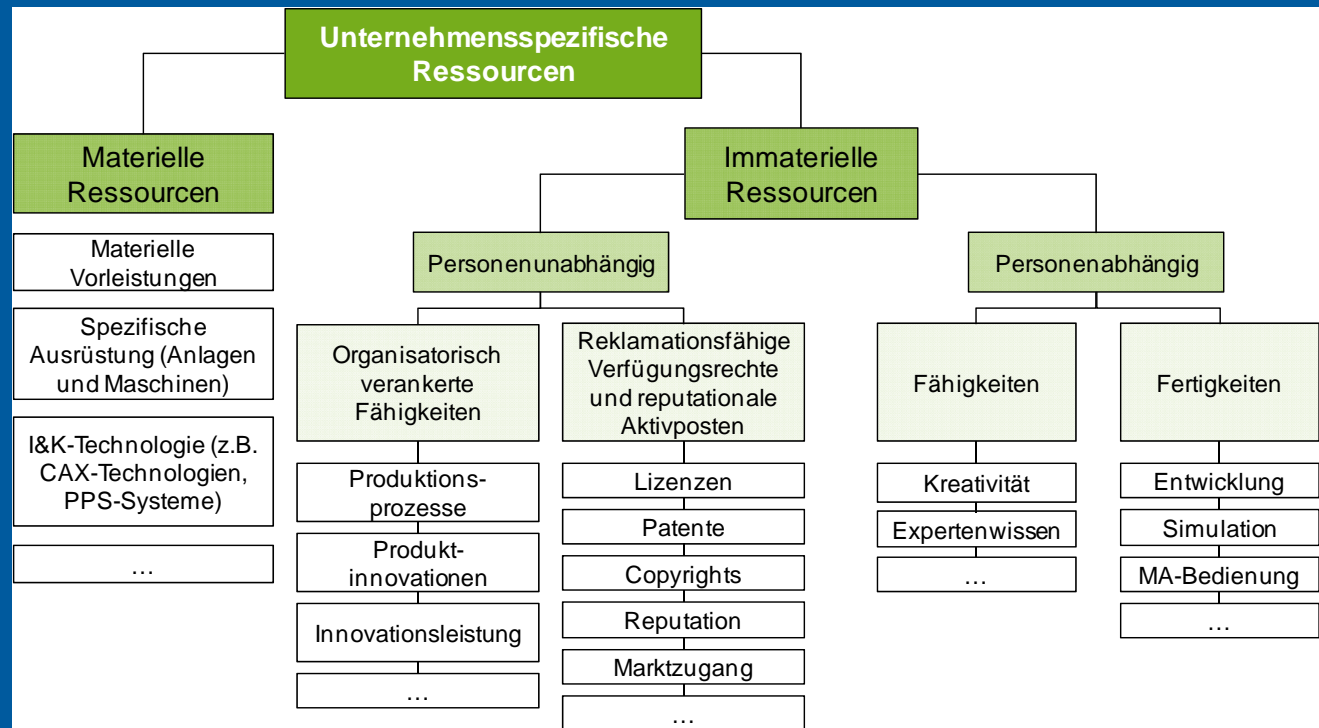 Unternehmensspezifische
Ressourcen
Materielle
Ressourcen
Materielle
Vorleistungen
Spezifische
Ausrüstung (Anlagen
und Maschinen)
I&K-Technologie (z.B.
CAX-Technologien,
PPS-Systeme)
…
Immaterielle
Ressourcen
Personenunabhängig
Organisatorisch
verankerte
Fähigkeiten
Produktions-
prozesse
Produkt-
innovationen
Innovationsleistung
…
Reklamationsfähige
Verfügungsrechte
und reputationale
Aktivposten
Lizenzen
Patente
Copyrights
Reputation
Marktzugang
…
Personenabhängig
Fähigkeiten
Kreativität
Expertenwissen
…
Fertigkeiten
Entwicklung
Simulation
MA-Bedienung
…